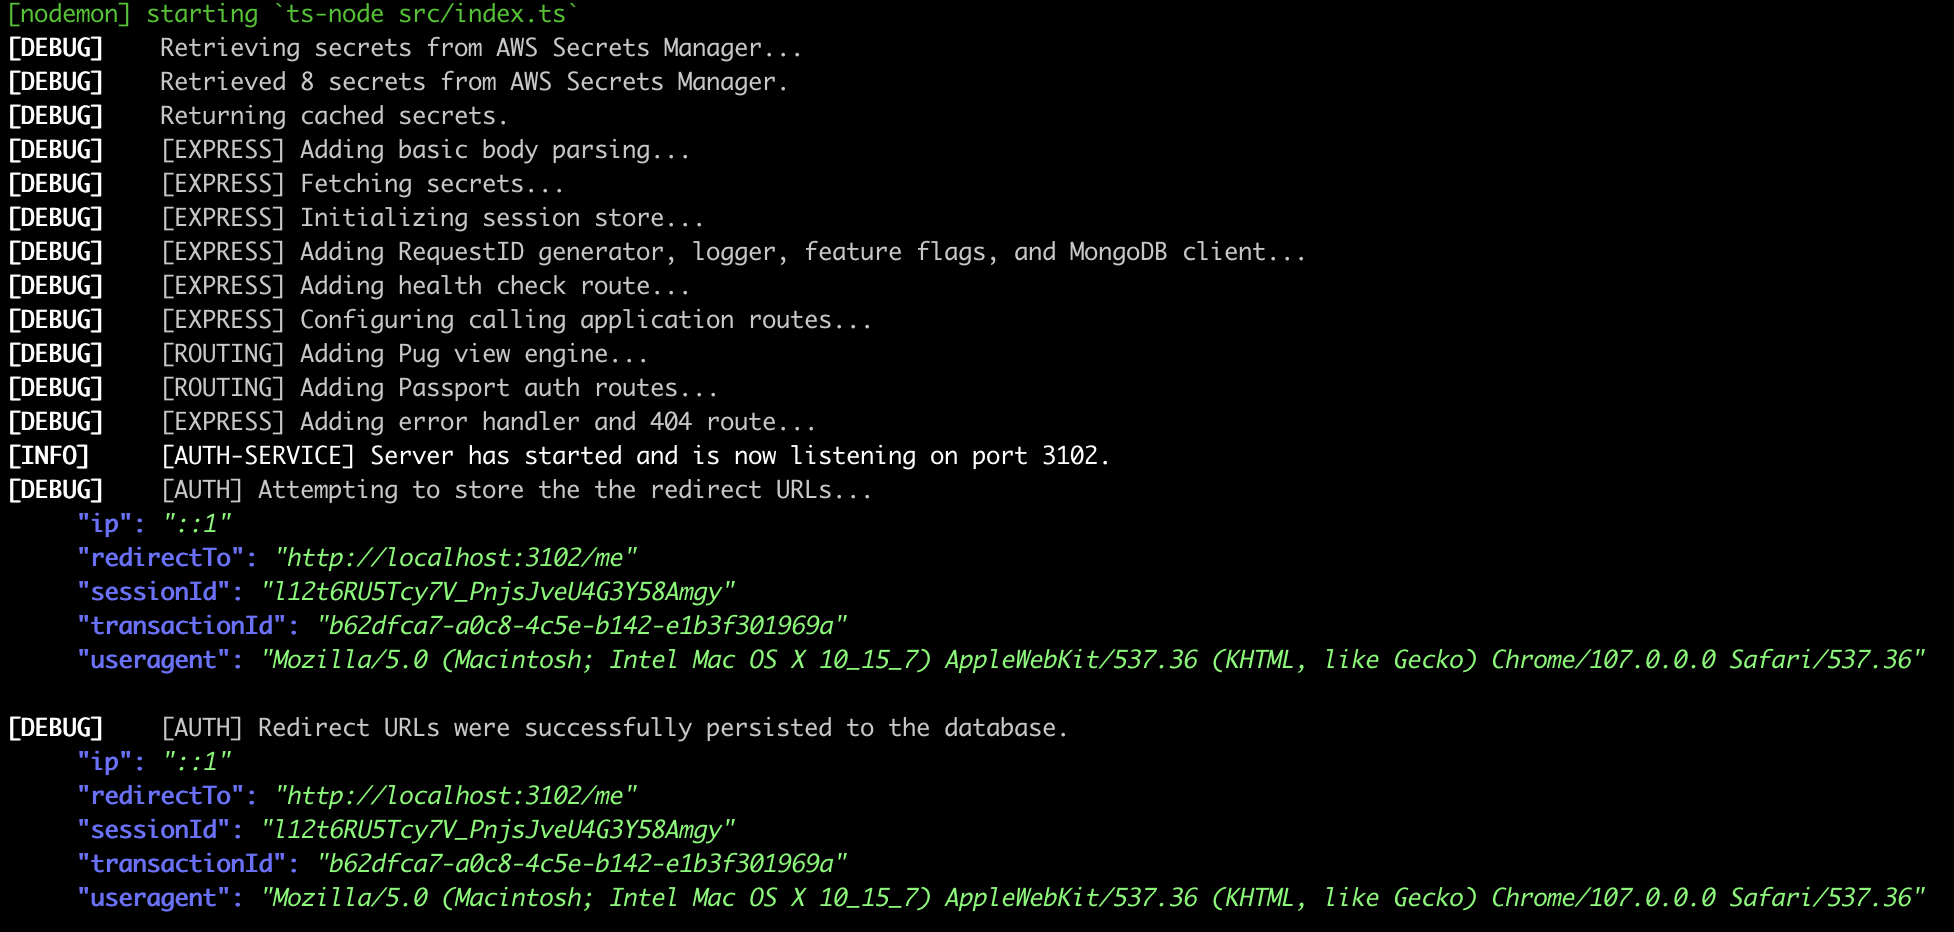 [nodemon] starting `ts-node src/index.ts`
[DEBUG] Retrieving secrets from AWS Secrets Manager...
[DEBUG] Retrieved 8 secrets from AWS Secrets Manager.
[DEBUG] Returning cached secrets.
[DEBUG] [EXPRESS] Adding basic body parsing...
[DEBUG] [EXPRESS] Fetching secrets...
[DEBUG] [EXPRESS] Initializing session store...
[DEBUG] [EXPRESS] Adding RequestID generator, logger, feature flags, and MongoDB client...
[DEBUG] [EXPRESS] Adding health check route...
[DEBUG] [EXPRESS] Configuring calling application routes...
[DEBUG] [ROUTING] Adding Pug view engine...
[DEBUG] [ROUTING] Adding Passport auth routes...
[DEBUG] [EXPRESS] Adding error handler and 404 route...
[INFO] [AUTH-SERVICE] Server has started and is now listening on port 3102.
[DEBUG] [AUTH] Attempting to store the the redirect URLs...
"ip": "::1"
"redirectTo": "http://localhost:3102/me"
"sessionId": "l12t6RU5Tcy7V_PnjsJveU4G3Y58Amgy"
"transactionId": "b62dfca7-a0c8-4c5e-b142-e1b3f301969a"
"useragent": "Mozilla/5.0 (Macintosh; Intel Mac OS X 10_15_7) AppleWebKit/537.36 (KHTML, like Gecko) Chrome/107.0.0.0 Safari/537.36"
[DEBUG] [AUTH] Redirect URLs were successfully persisted to the database.
"ip": "::1"
"redirectTo": "http://localhost:3102/me"
"sessionId": "l12t6RU5Tcy7V_PnjsJveU4G3Y58Amgy"
"transactionId": "b62dfca7-a0c8-4c5e-b142-e1b3f301969a"
"useragent": "Mozilla/5.0 (Macintosh; Intel Mac OS X 10_15_7) AppleWebKit/537.36 (KHTML, like Gecko) Chrome/107.0.0.0 Safari/537.36"